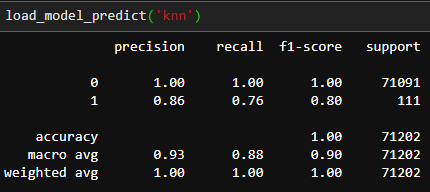 load_model_predict('knn')
precision recall f1-score support
0 1.00 1.00 1.00 71091
1 0.86 0.76 0.80 111
accuracy 1.00 71202
macro avg 0.93 0.88 0.90 71202
weighted avg 1.00 1.00 1.00 71202